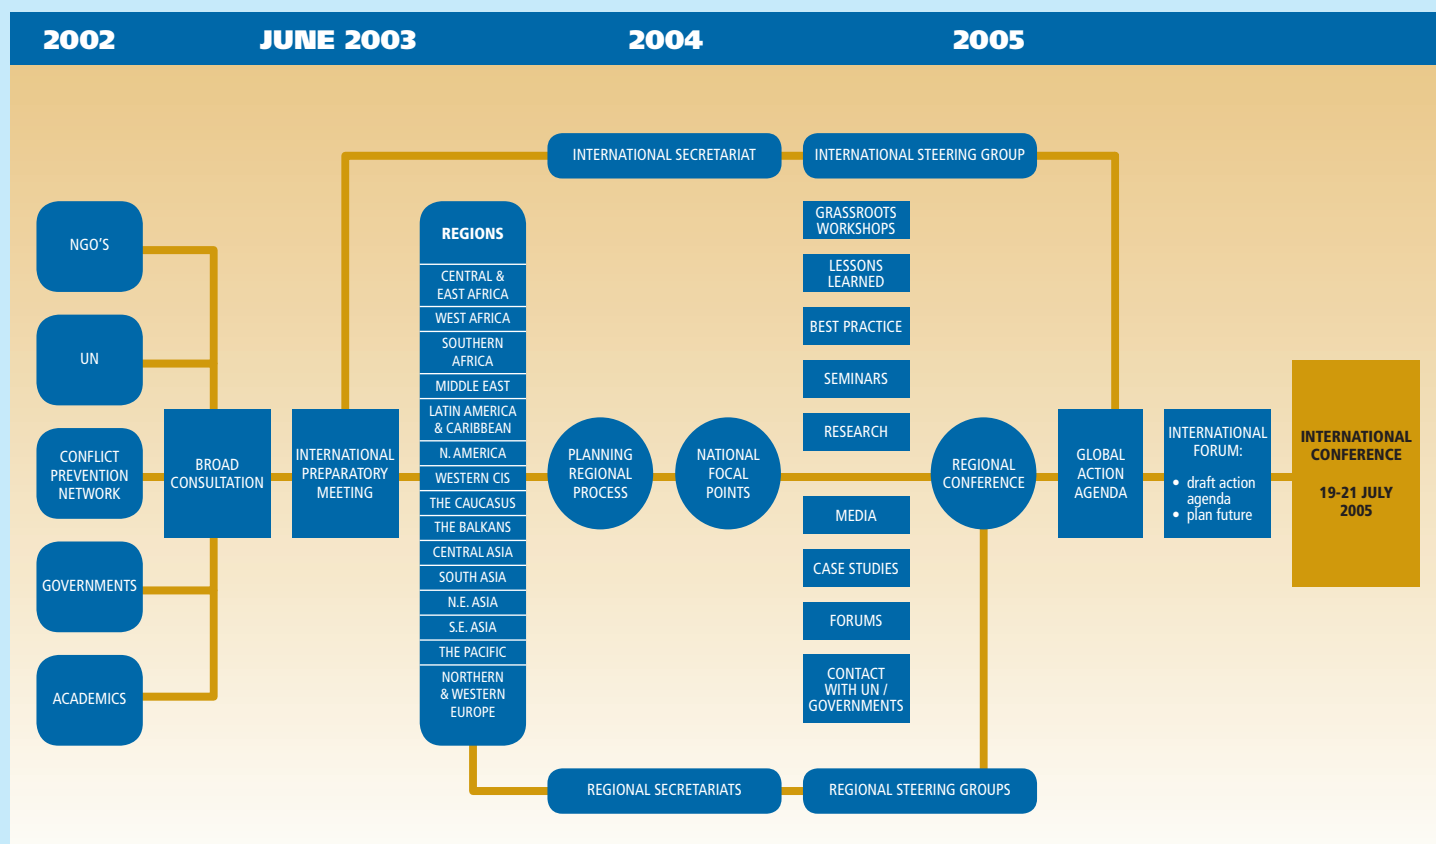 2002
JUNE 2003
2004
2005
INTERNATIONAL SECRETARIAT
INTERNATIONAL STEERING GROUP
NGO'S
UN
CONFLICT
PREVENTION
NETWORK
GOVERNMENTS
ACADEMICS
BROAD
CONSULTATION
INTERNATIONAL
PREPARATORY
MEETING
REGIONS
CENTRAL &
EAST AFRICA
WEST AFRICA
SOUTHERN
AFRICA
MIDDLE EAST
LATIN AMERICA
& CARIBBEAN
N. AMERICA
WESTERN CIS
THE CAUCASUS
THE BALKANS
CENTRAL ASIA
SOUTH ASIA
N.E. ASIA
S.E. ASIA
THE PACIFIC
NORTHERN
& WESTERN
EUROPE
PLANNING
REGIONAL
PROCESS
NATIONAL
FOCAL
POINTS
GRASSROOTS
WORKSHOPS
LESSONS
LEARNED
BEST PRACTICE
SEMINARS
RESEARCH
MEDIA
CASE STUDIES
FORUMS
CONTACT
WITH UN /
GOVERNMENTS
REGIONAL
CONFERENCE
GLOBAL
ACTION
AGENDA
INTERNATIONAL
FORUM:
• draft action
agenda
• plan future
INTERNATIONAL
CONFERENCE
19-21 JULY
2005
REGIONAL SECRETARIATS
REGIONAL STEERING GROUPS